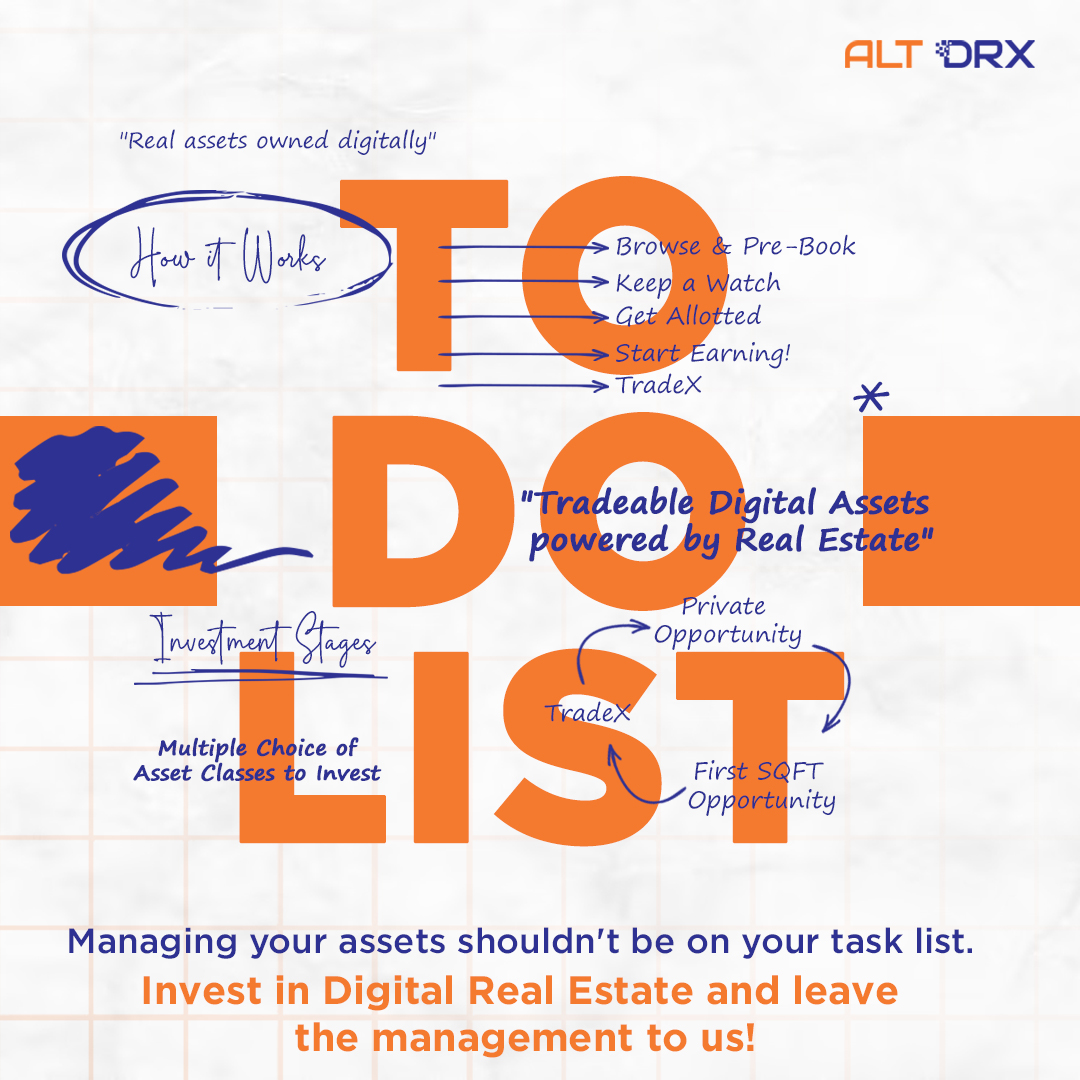 ALT DRX
"Real assets owned digitally"
TO
How it Works
Browse & Pre-Book
Keep a Watch
Get Allotted
Start Earning!
TradeX
*
DO
"Tradeable Digital Assets
powered by Real Estate"
Investment Stages
LIST
Private
Opportunity
TradeX
First SQFT
Opportunity
Multiple Choice of
Asset Classes to Invest
Managing your assets shouldn't be on your task list.
Invest in Digital Real Estate and leave
the management to us!